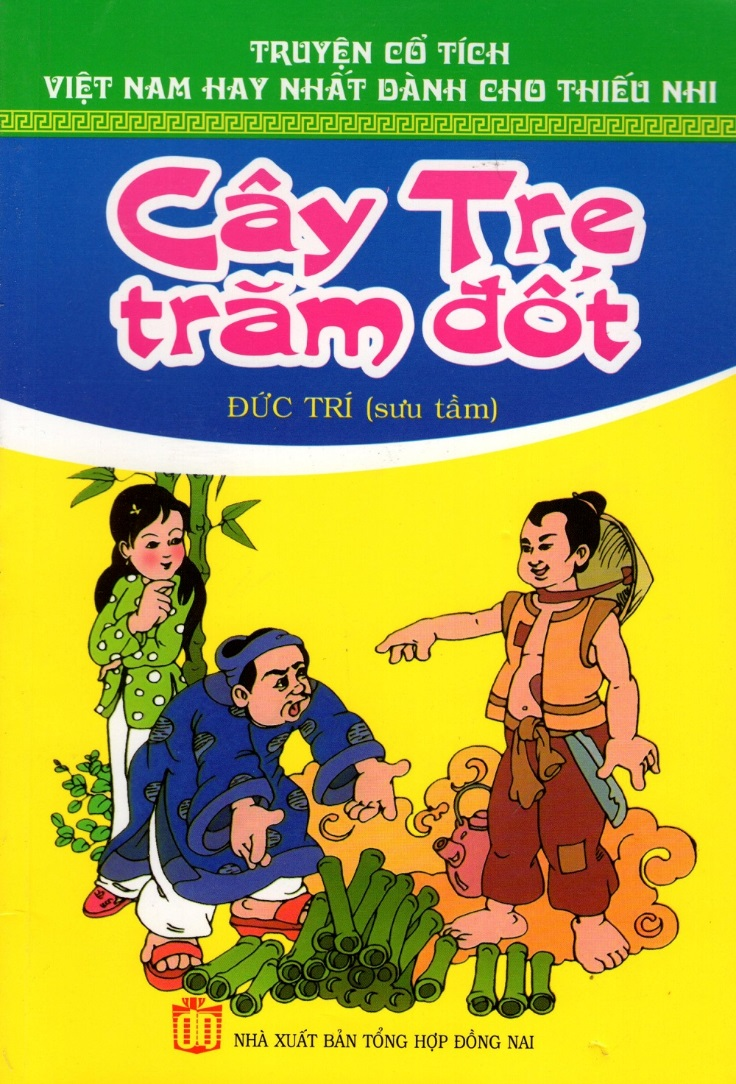 TRUYỆN CỔ TÍCH
VIỆT NAM HAY NHẤT DÀNH CHO THIẾU NHI
Cây Tre
trăm đốt
ĐỨC TRÍ (sưu tầm)
ĐN
NHÀ XUẤT BẢN TỔNG HỢP ĐỒNG NAI